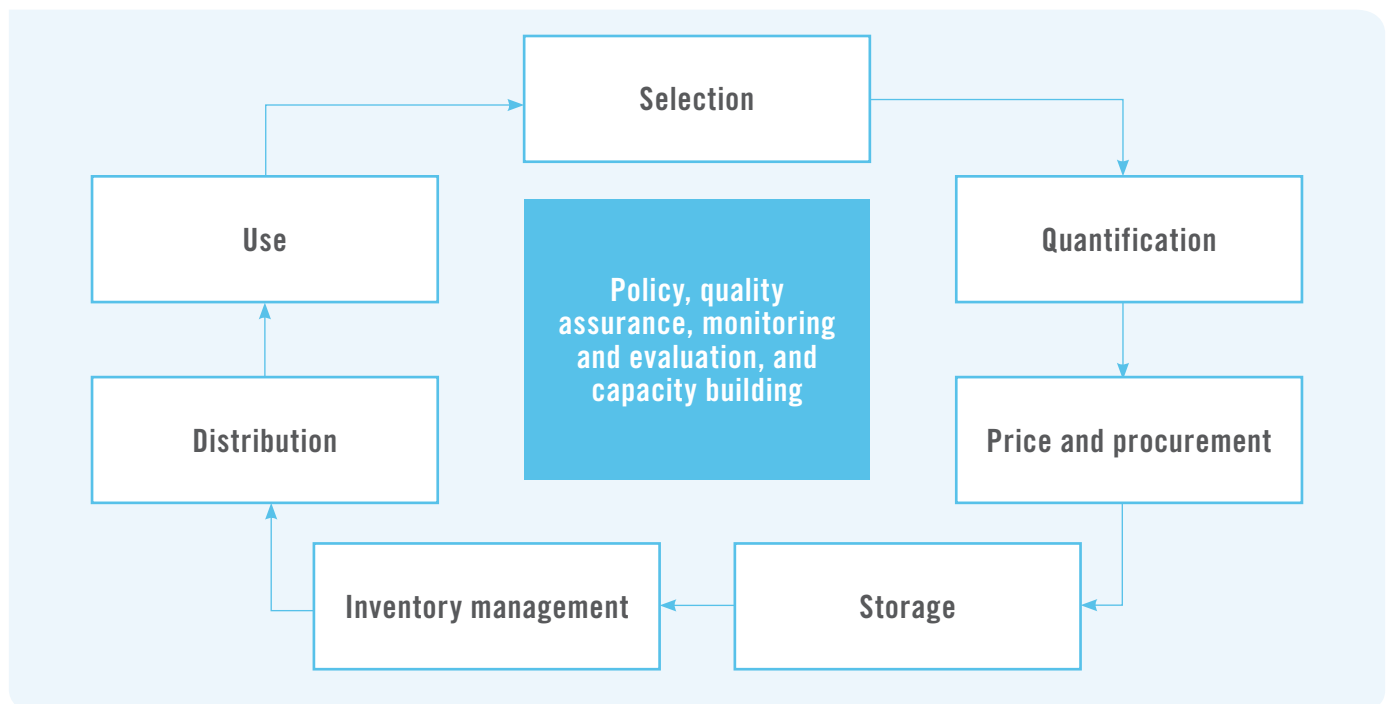 Selection
Use
Quantification
Policy, quality
assurance, monitoring
and evaluation, and
capacity building
Distribution
Price and procurement
Inventory management
Storage